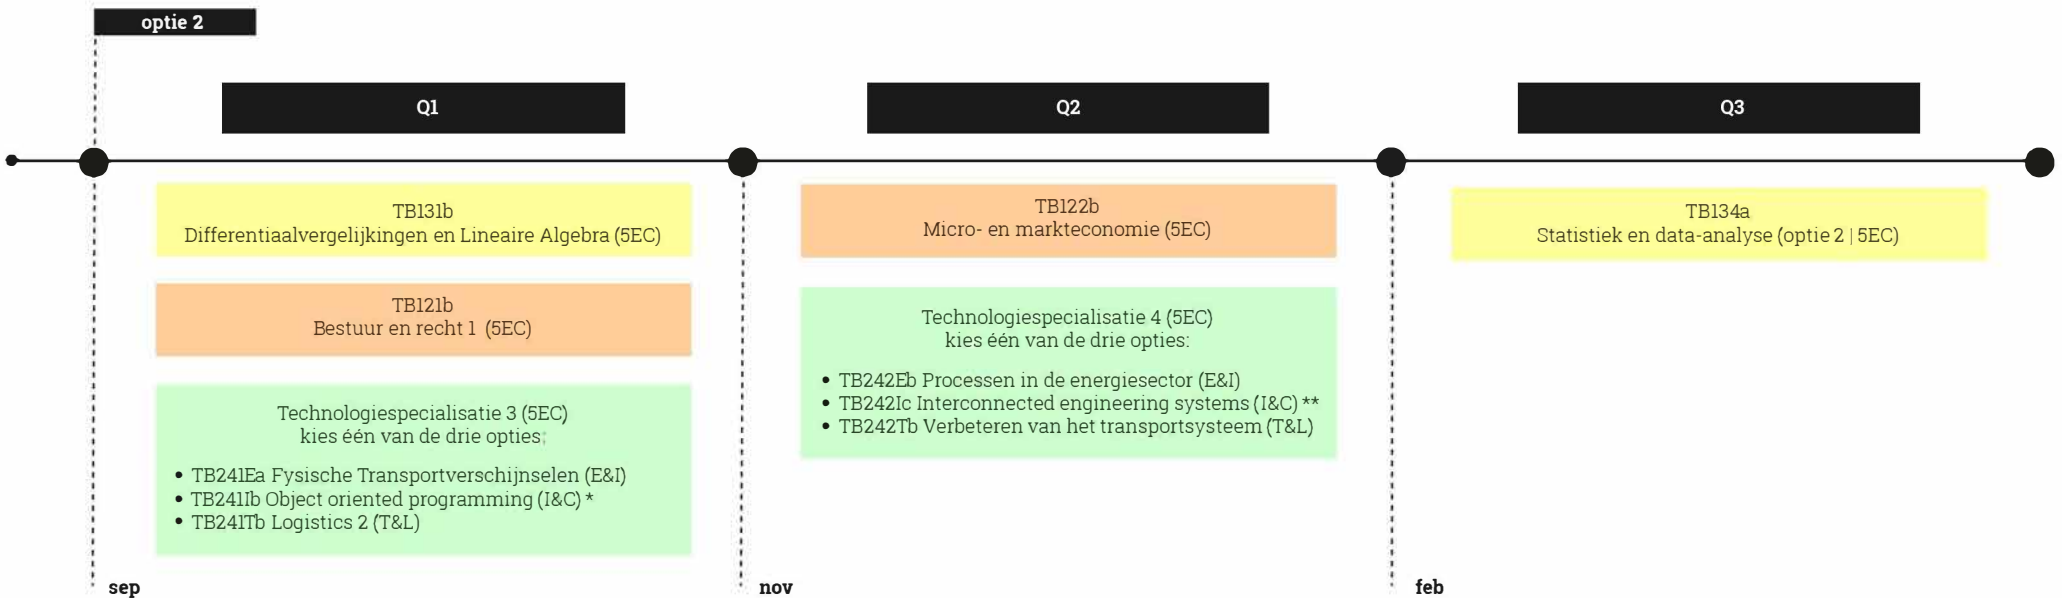 optie 2
Q1
Q2
Q3
TB131b
Differentiaalvergelijkingen en Lineaire Algebra (5EC)
TB121b
Bestuur en recht 1 (5EC)
Technologiespecialisatie 3 (5EC)
kies één van de drie opties:
• TB241Ea Fysische Transportverschijnselen (E&I)
• TB241Ib Object oriented programming (I&C) *
• TB241Tb Logistics 2 (T&L)
TB122b
Micro- en markteconomie (5EC)
Technologiespecialisatie 4 (5EC)
kies één van de drie opties:
• TB242Eb Processen in de energiesector (E&I)
• TB242Ic Interconnected engineering systems (I&C) **
• TB242Tb Verbeteren van het transportsysteem (T&L)
TB134a
Statistiek en data-analyse (optie 2 | 5EC)
sep
nov
feb